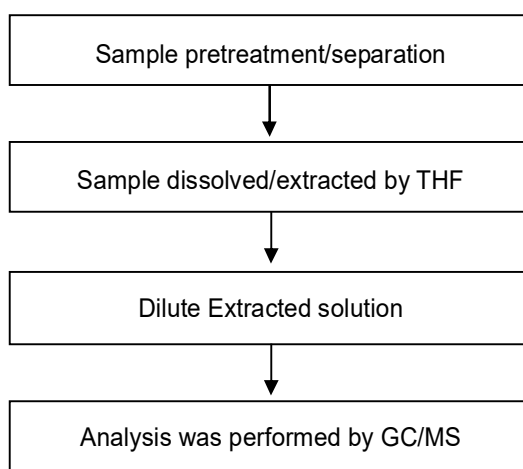 Sample pretreatment/separation
Sample dissolved/extracted by THF
Dilute Extracted solution
Analysis was performed by GC/MS